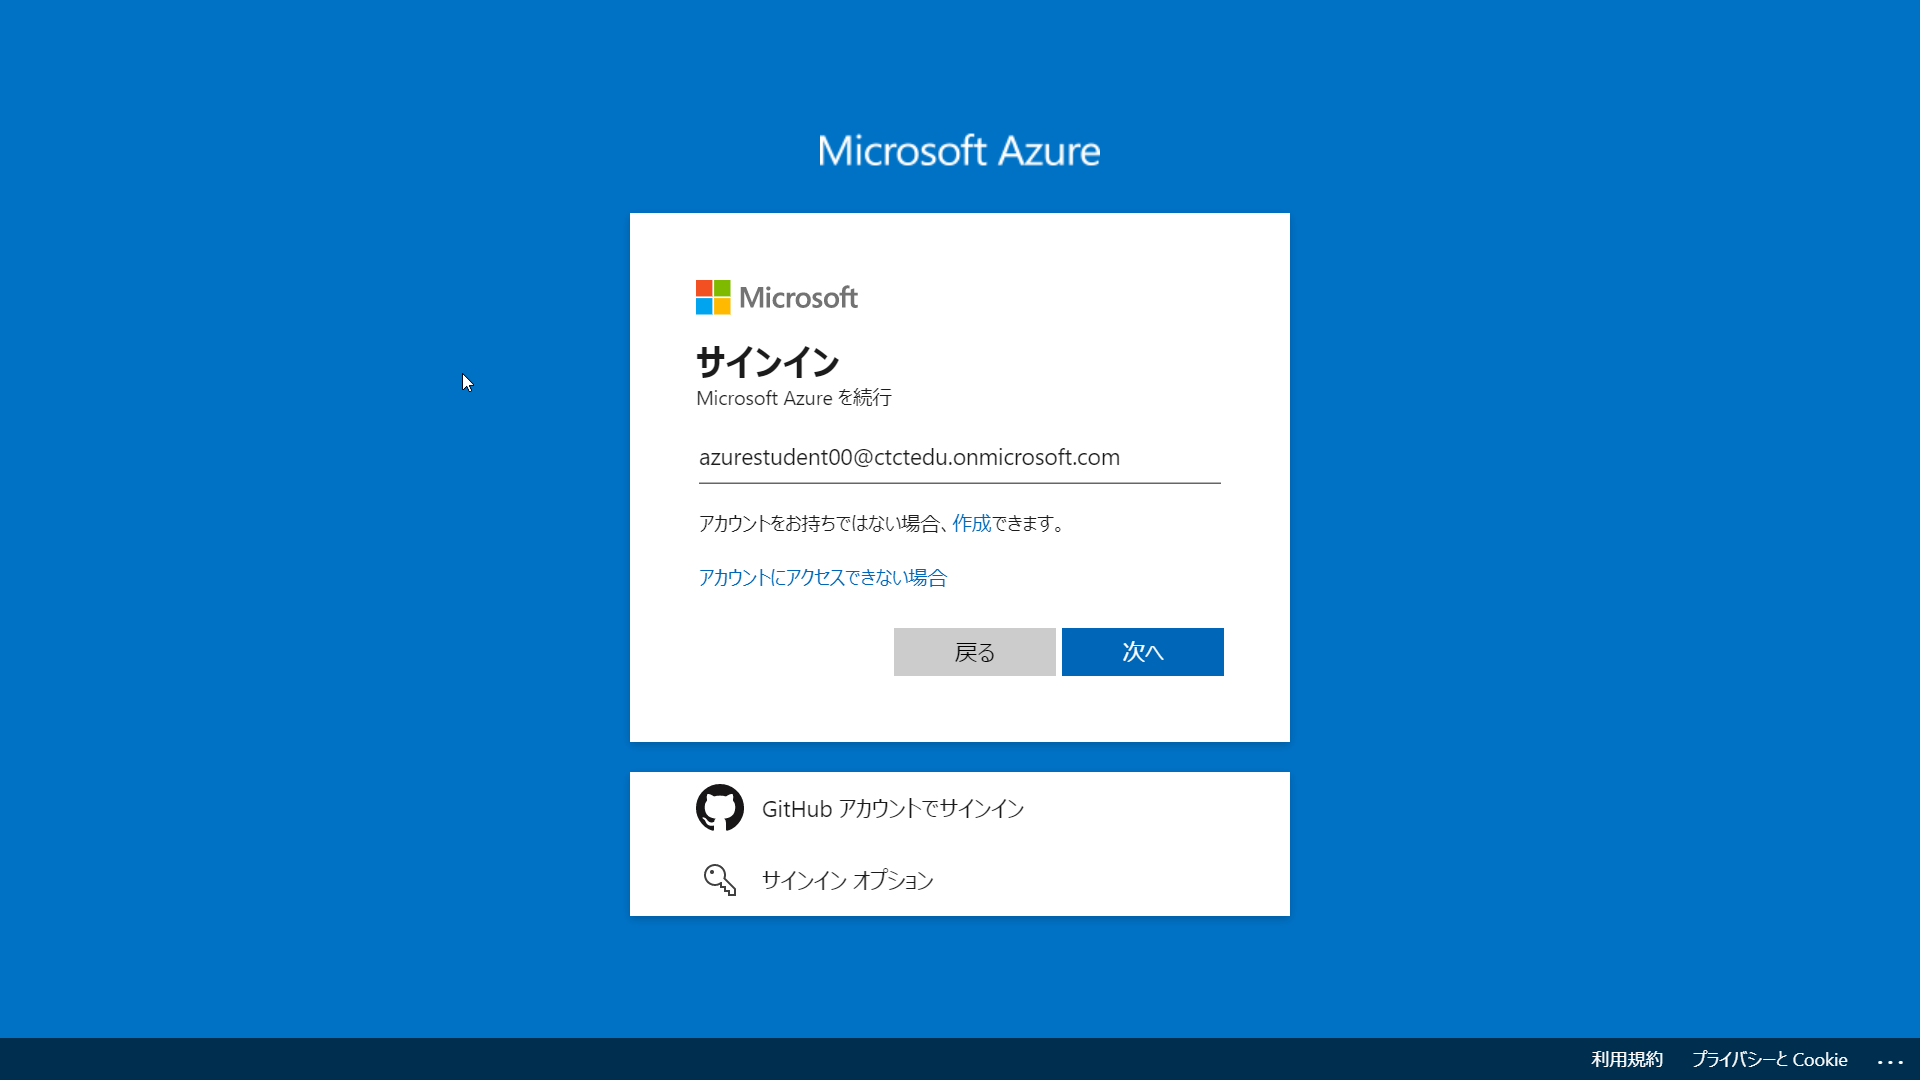 Microsoft Azure
Microsoft
サインイン
Microsoft Azure を続行
azurestudent00@ctctedu.onmicrosoft.com
アカウントをお持ちではない場合、作成できます。
アカウントにアクセスできない場合
戻る
次へ
GitHub アカウントでサインイン
サインイン オプション
利用規約 プライバシーと Cookie ...